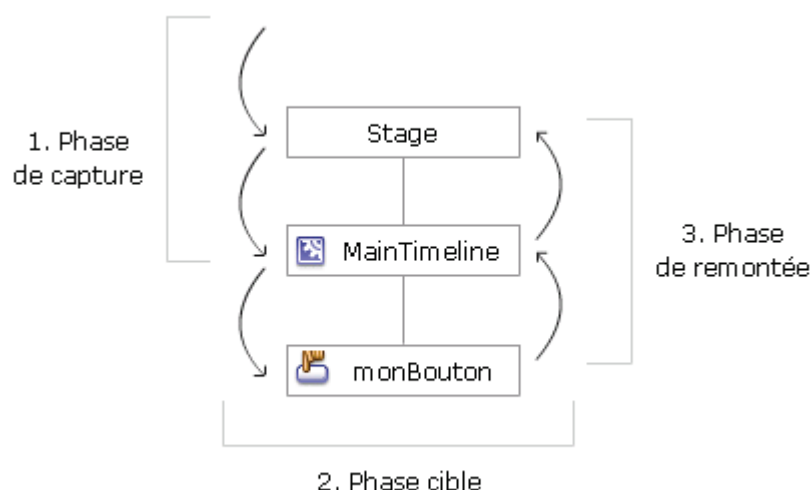 1. Phase
de capture
Stage
MainTimeline
monBouton
2. Phase cible
3. Phase
de remontée